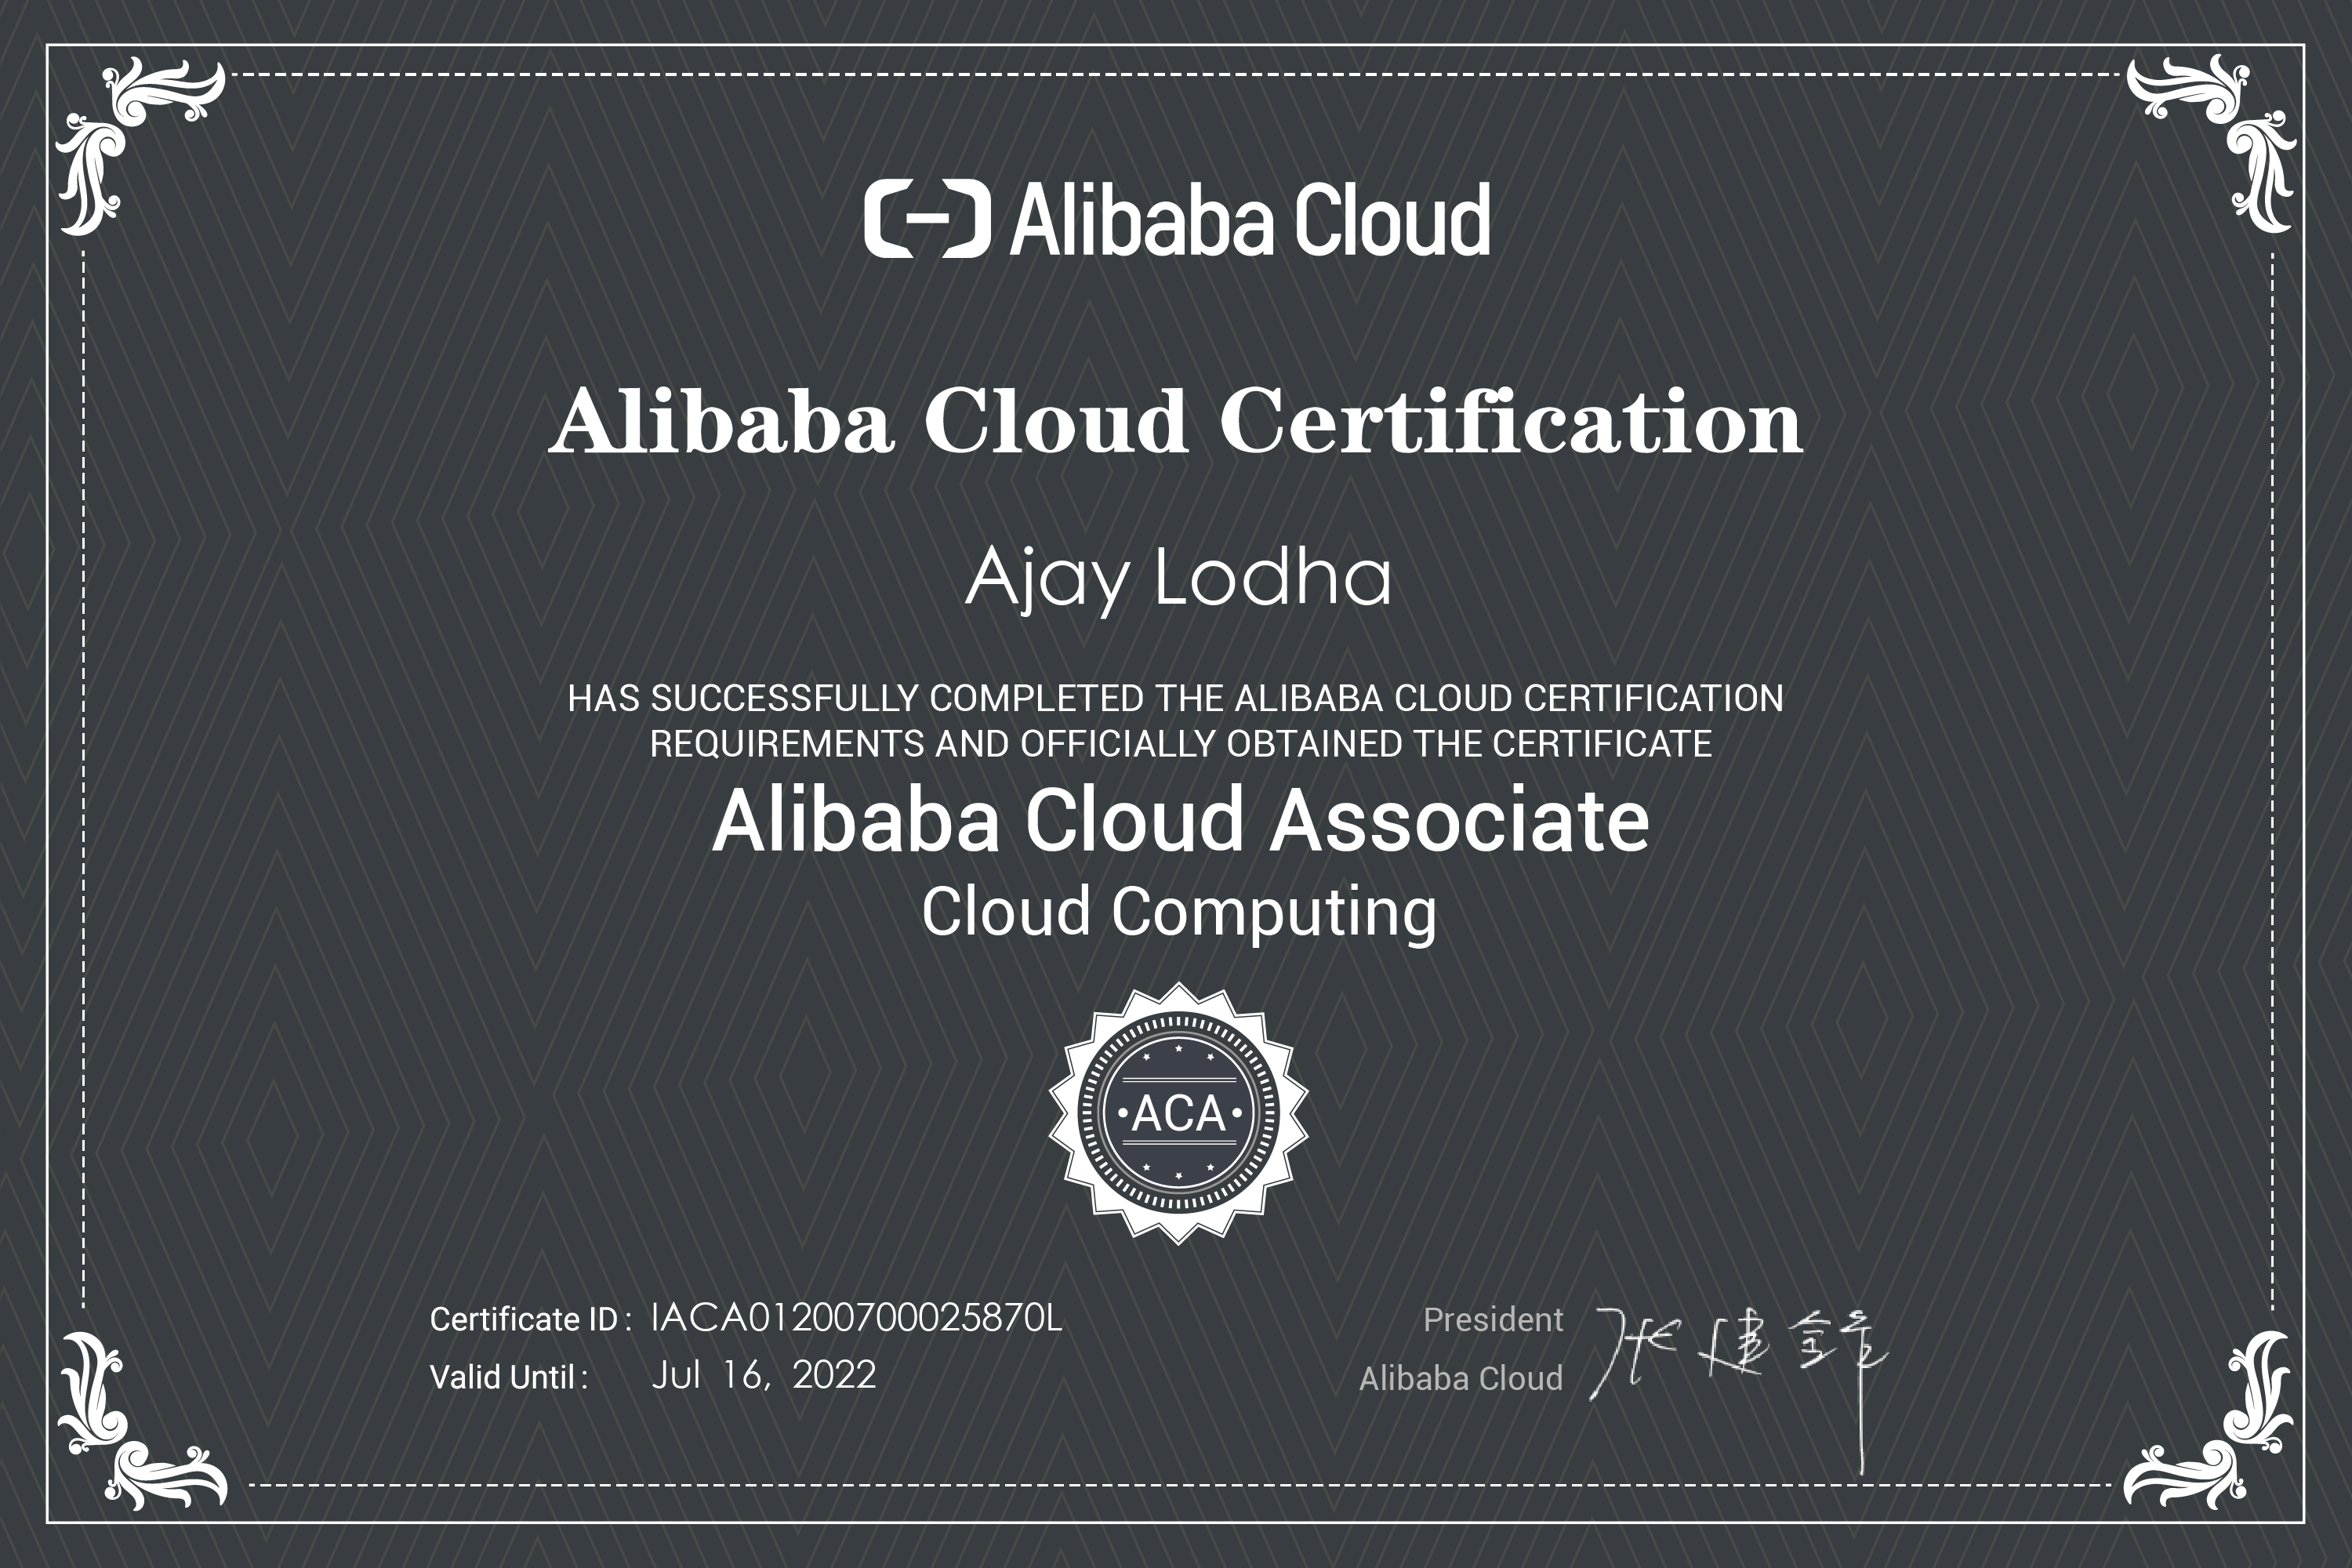 Alibaba Cloud
Alibaba Cloud Certification
Ajay Lodha
HAS SUCCESSFULLY COMPLETED THE ALIBABA CLOUD CERTIFICATION
REQUIREMENTS AND OFFICIALLY OBTAINED THE CERTIFICATE
Alibaba Cloud Associate
Cloud Computing
•ACA•
Certificate ID : IACA01200700025870L
Valid Until : Jul 16, 2022
President
Alibaba Cloud
张建锋